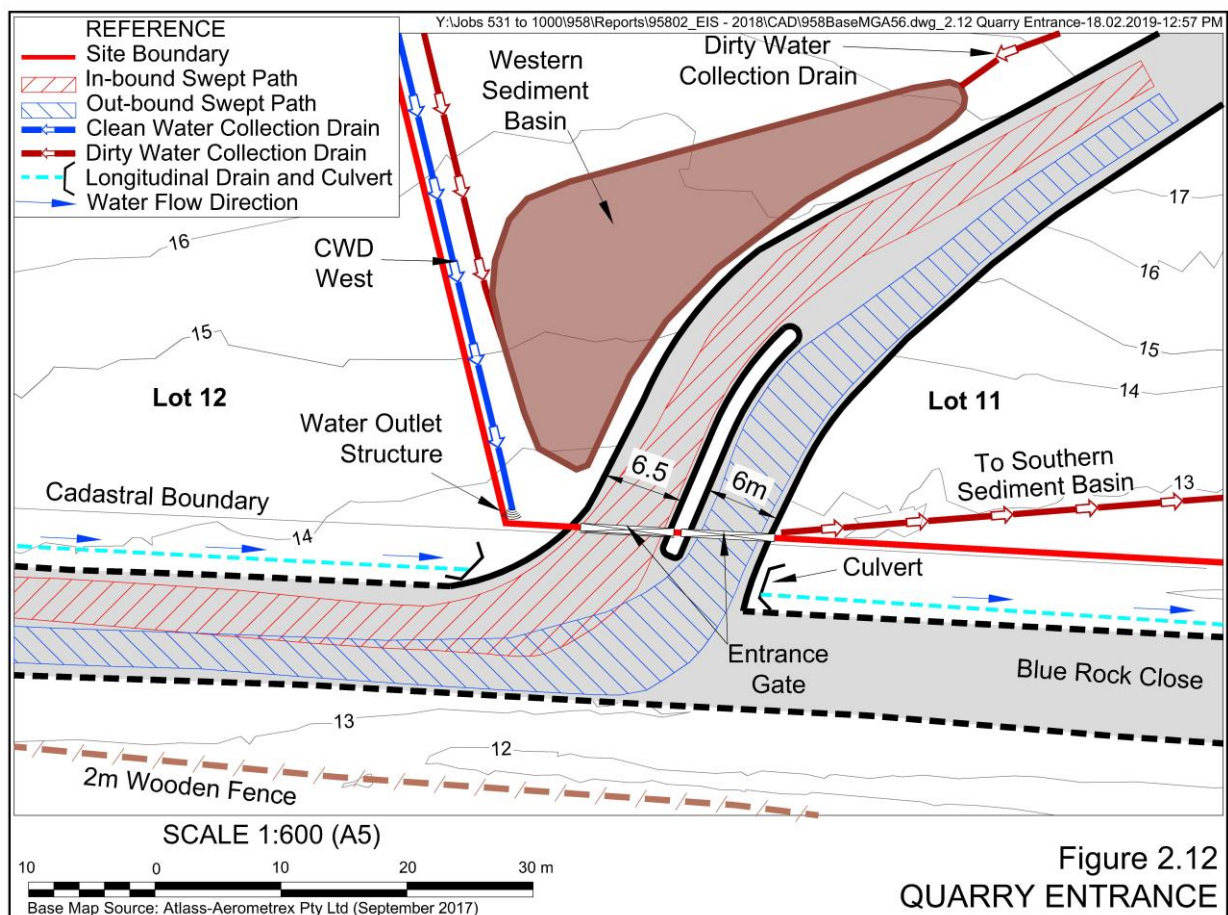 Y:\Jobs 531 to 1000\958\Reports\95802_EIS - 2018\CAD\958BaseMGA56.dwg_2.12 Quarry Entrance-18.02.2019-12:57 PM
REFERENCE
Site Boundary
In-bound Swept Path
Out-bound Swept Path
Clean Water Collection Drain
Dirty Water Collection Drain
Longitudinal Drain and Culvert
Water Flow Direction
Western
Sediment
Basin
Dirty Water
Collection Drain
17
16
16
CWD
West
15
15
14
Lot 12
Lot 11
Water Outlet
Structure
6.5
6m
To Southern
Sediment Basin
13
Cadastral Boundary
14
Culvert
Entrance
Gate
Blue Rock Close
13
12
2m Wooden Fence
SCALE 1:600 (A5)
10
0
10
20
30 m
Base Map Source: Atlass-Aerometrex Pty Ltd (September 2017)
Figure 2.12
QUARRY ENTRANCE